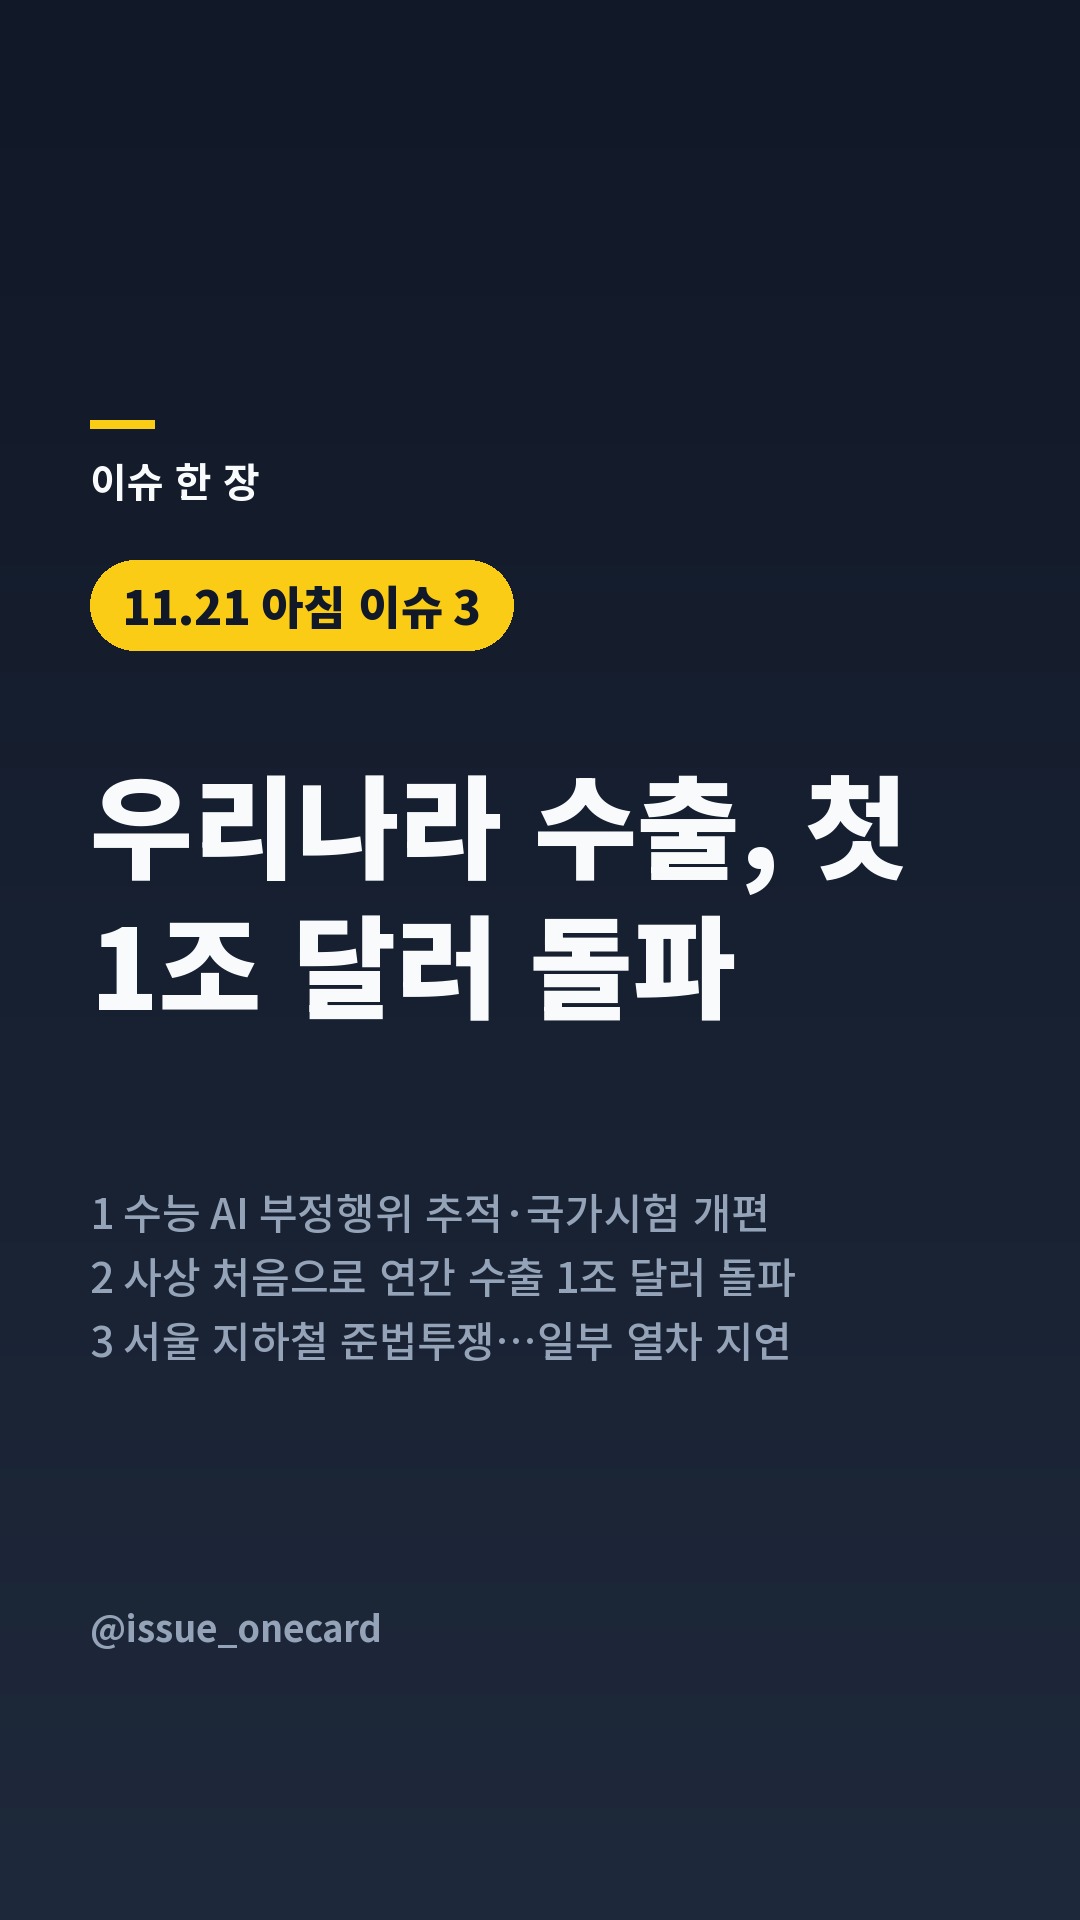 이슈 한 장
11.21 아침 이슈 3
우리나라 수출, 첫
1조 달러 돌파
1 수능 AI 부정행위 추적·국가시험 개편
2 사상 처음으로 연간 수출 1조 달러 돌파
3 서울 지하철 준법투쟁…일부 열차 지연
@issue_onecard